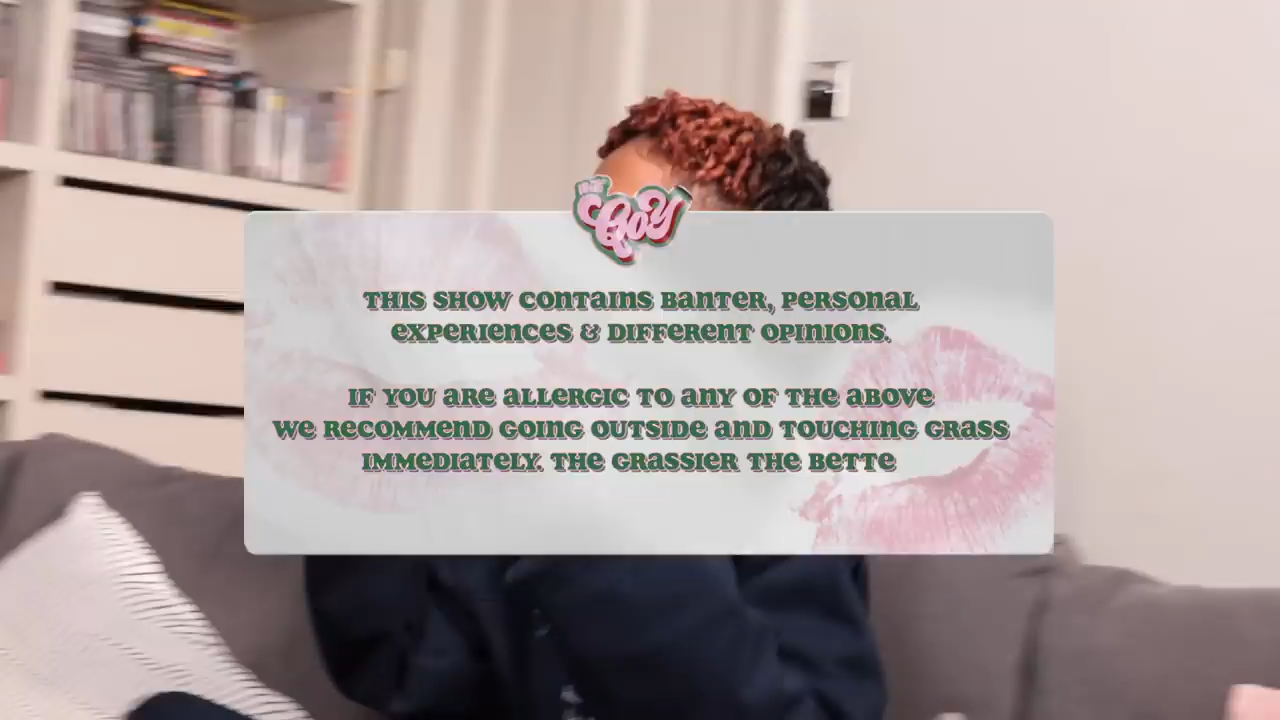 THIS SHOW CONTAINS BANTER, PERSONAL
EXPERIENCES & DIFFERENT OPINIONS.
IF YOU ARE ALLERGIC TO ANY OF THE ABOVE
WE RECOMMEND GOING OUTSIDE AND TOUCHING GRASS
IMMEDIATELY. THE GRASSIER THE BETTE